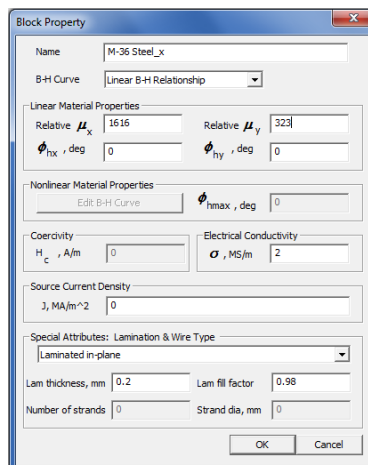 Block Property
Name M-36 Steel_x
B-H Curve Linear B-H Relationship
Linear Material Properties
Relative μx 1616 Relative μy 323
ϕhx , deg 0 ϕhy , deg 0
Nonlinear Material Properties
Edit B-H Curve ϕhmax , deg 0
Coercivity Electrical Conductivity
Hc , A/m 0 σ , MS/m 2
Source Current Density
J, MA/m^2 0
Special Attributes: Lamination & Wire Type
Laminated in-plane
Lam thickness, mm 0.2 Lam fill factor 0.98
Number of strands 0 Strand dia, mm 0
OK Cancel